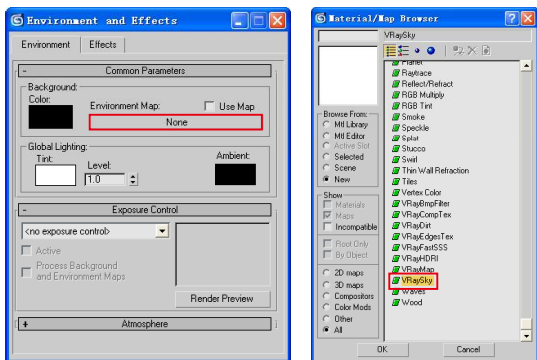 Environment and Effects
Environment
Effects
Common Parameters
Background:
Color:
Environment Map:
Use Map
None
Global Lighting:
Tint:
Level:
Ambient:
1.0
Exposure Control
<no exposure control>
Active
Process Background
and Environment Maps
Render Preview
Atmosphere
Material/Map Browser
VRaySky
Browse From:
Mtl Library
Mtl Editor
Active Slot
Selected
Scene
New
Show
Materials
Maps
Incompatible
Root Only
By Object
2D maps
3D maps
Compositors
Color Mods
Other
All
Planet
Raytrace
Reflect/Refract
RGB Multiply
RGB Tint
Smoke
Speckle
Splat
Stucco
Swirl
Thin Wall Refraction
Tiles
Vertex Color
VRayBmpFilter
VRayCompTex
VRayDirt
VRayEdgesTex
VRayFastSSS
VRayHDRI
VRayMap
VRaySky
Waves
Wood
OK
Cancel